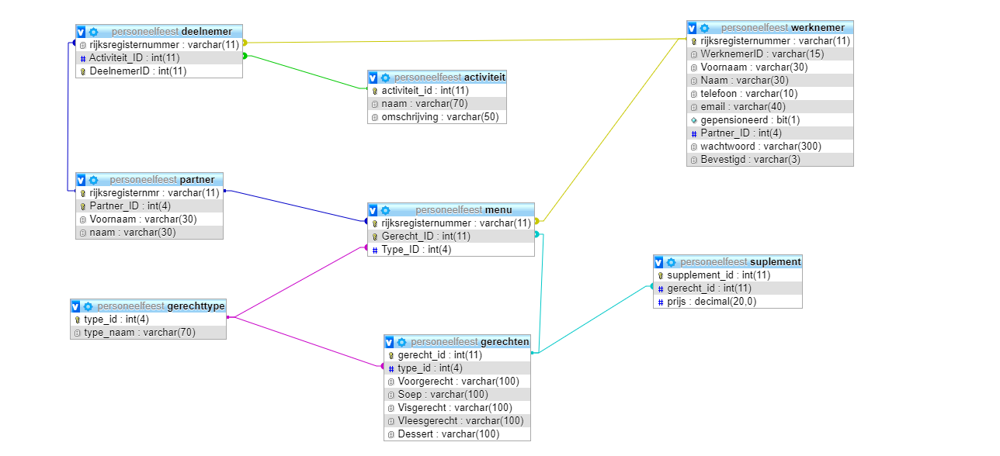 personeelfeest deelnemer
rijksregisternummer : varchar(11)
Activiteit_ID : int(11)
DeelnemerID : int(11)
personeelfeest activiteit
activiteit_id : int(11)
naam : varchar(70)
omschrijving : varchar(50)
personeelfeest werknemer
rijksregisternummer : varchar(11)
WerknemerID : varchar(15)
Voornaam : varchar(30)
Naam : varchar(30)
telefoon : varchar(10)
email : varchar(40)
gepensioneerd : bit(1)
Partner_ID : int(4)
wachtwoord : varchar(300)
Bevestigd : varchar(3)
personeelfeest partner
rijksregisternmr : varchar(11)
Partner_ID : int(4)
Voornaam : varchar(30)
naam : varchar(30)
personeelfeest menu
rijksregisternummer : varchar(11)
Gerecht_ID : int(11)
Type_ID : int(4)
personeelfeest suplement
supplement_id : int(11)
gerecht_id : int(11)
prijs : decimal(20,0)
personeelfeest gerechttype
type_id : int(4)
type_naam : varchar(70)
personeelfeest gerechten
gerecht_id : int(11)
type_id : int(4)
Voorgerecht : varchar(100)
Soep : varchar(100)
Visgerecht : varchar(100)
Vleesgerecht : varchar(100)
Dessert : varchar(100)